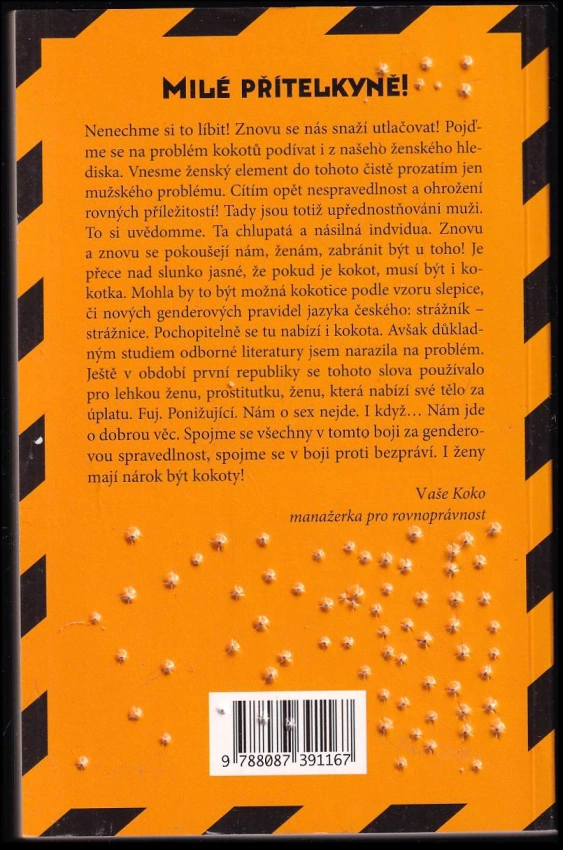 MILÉ PŘÍTELKYNĚ!
Nenechme si to líbit! Znovu se nás snaží utlačovat! Pojď-
me se na problém kokotů podívat i z našeho ženského hle-
diska. Vnesme ženský element do tohoto čistě prozatím jen
mužského problému. Cítím opět nespravedlnost a ohrožení
rovných příležitostí! Tady jsou totiž upřednostňováni muži.
To si uvědomme. Ta chlupatá a násilná indvidua. Znovu
a znovu se pokoušejí nám, ženám, zabránit být u toho! Je
přece nad slunko jasné, že pokud je kokot, musí být i ko-
kotka. Mohla by to být možná kokotice podle vzoru slepice,
či nových genderových pravidel jazyka českého: strážník –
strážnice. Pochopitelně se tu nabízí i kokota. Avšak důklad-
ným studiem odborné literatury jsem narazila na problém.
Ještě v období první republiky se tohoto slova používalo
pro lehkou ženu, prostitutku, ženu, která nabízí své tělo za
úplatu. Fuj. Ponižující. Nám o sex nejde. I když… Nám jde
o dobrou věc. Spojme se všechny v tomto boji za gendero-
vou spravedlnost, spojme se v boji proti bezpráví. I ženy
mají nárok být kokoty!
Vaše Koko
manažerka pro rovnoprávnost
9 788087 391167